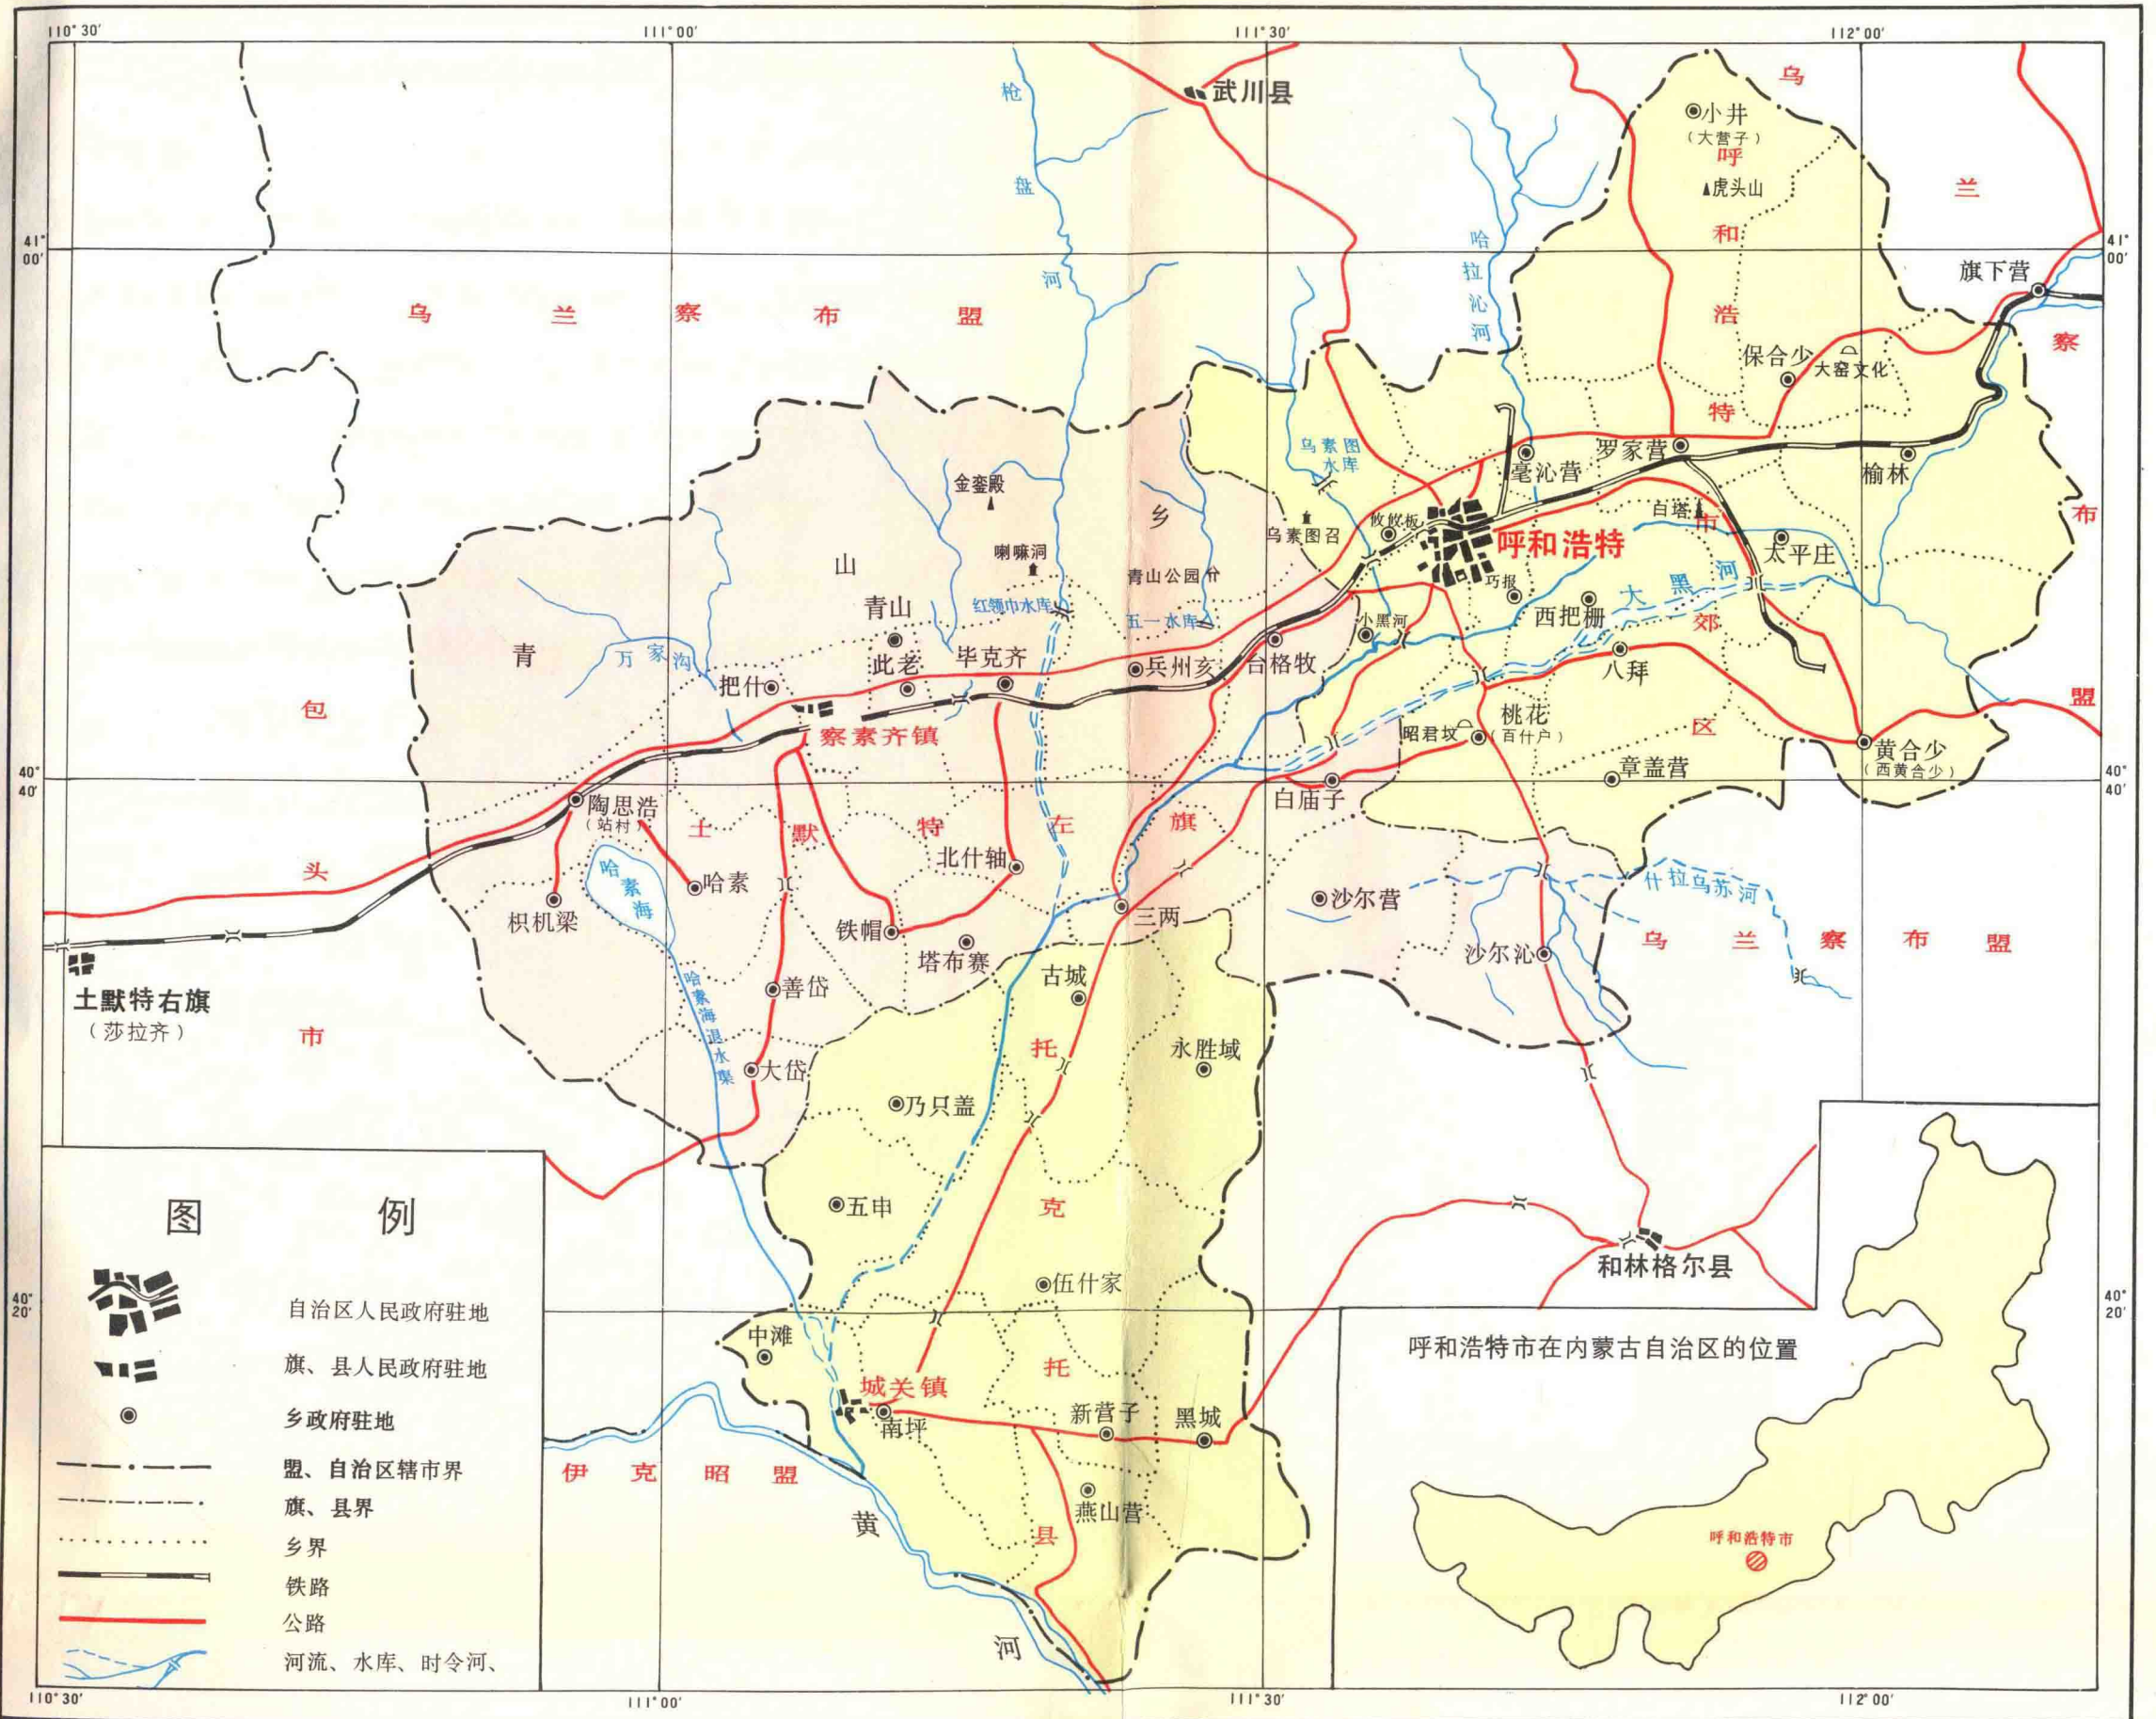 110°30′
111°00′
111°30′
112°00′
武川县
乌
小井
（大营子）
呼
虎头山
兰
和
41°
00′
41°
00′
枪
盘
河
哈
拉
沁
河
旗下营
乌 兰 察 布 盟
浩
察
保合少
大窑文化
特
乌素图
水库
毫沁营
罗家营
榆林
金銮殿
乡
白塔
市
布
乌素图召
攸攸板
呼和浩特
太平庄
喇嘛洞
山
青山公园
巧报
大 黑 河
青山
红领巾水库
五一水库
小黑河
西把栅
郊
青
万家沟
此老
毕克齐
兵州亥
台格牧
八拜
把什
盟
包
桃花
（百什户）
昭君坟
区
察素齐镇
黄合少
（西黄合少）
40°
40′
章盖营
40°
40′
白庙子
陶思浩
（站村）
土 默 特 左 旗
头
北什轴
哈素海
哈素
什拉乌苏河
沙尔营
枳机梁
铁帽
三两
塔布赛
沙尔沁
乌 兰 察 布 盟
古城
土默特右旗
（莎拉齐）
善岱
哈素海退水渠
市
托
永胜域
大岱
乃只盖
五申
克
和林格尔县
伍什家
40°
20′
40°
20′
中滩
托
城关镇
南坪
新营子
黑城
伊 克 昭 盟
燕山营
黄
县
河
图 例
自治区人民政府驻地
旗、县人民政府驻地
乡政府驻地
盟、自治区辖市界
旗、县界
乡界
铁路
公路
河流、水库、时令河、
呼和浩特市在内蒙古自治区的位置
呼和浩特市
110°30′
111°00′
111°30′
112°00′